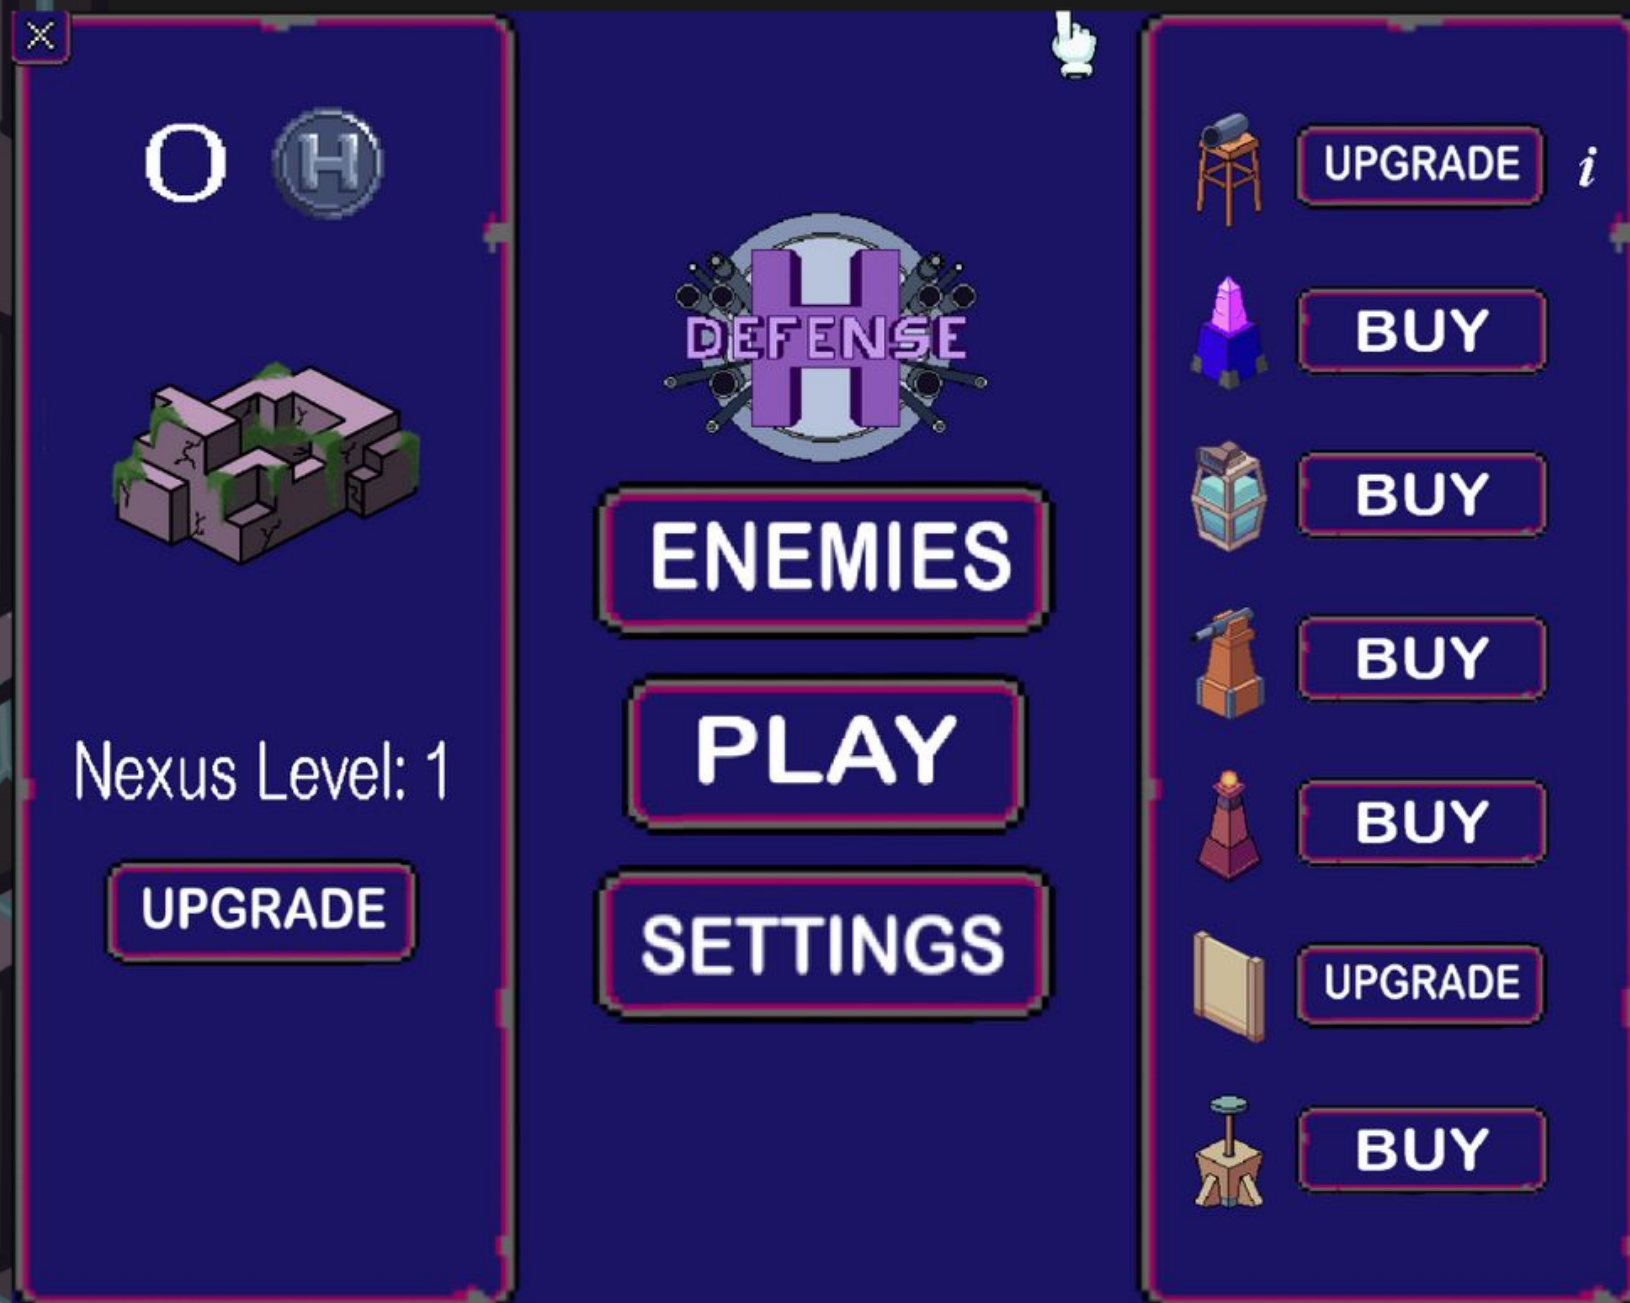 X
0 H
Nexus Level: 1
UPGRADE
H
DEFENSE
ENEMIES
PLAY
SETTINGS
UPGRADE i
BUY
BUY
BUY
BUY
UPGRADE
BUY